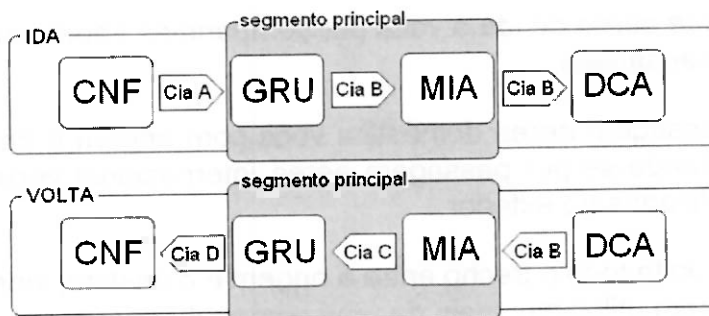 segmento principal
IDA
CNF Cia A GRU Cia B MIA Cia B DCA
segmento principal
VOLTA
CNF Cia D GRU Cia C MIA Cia B DCA